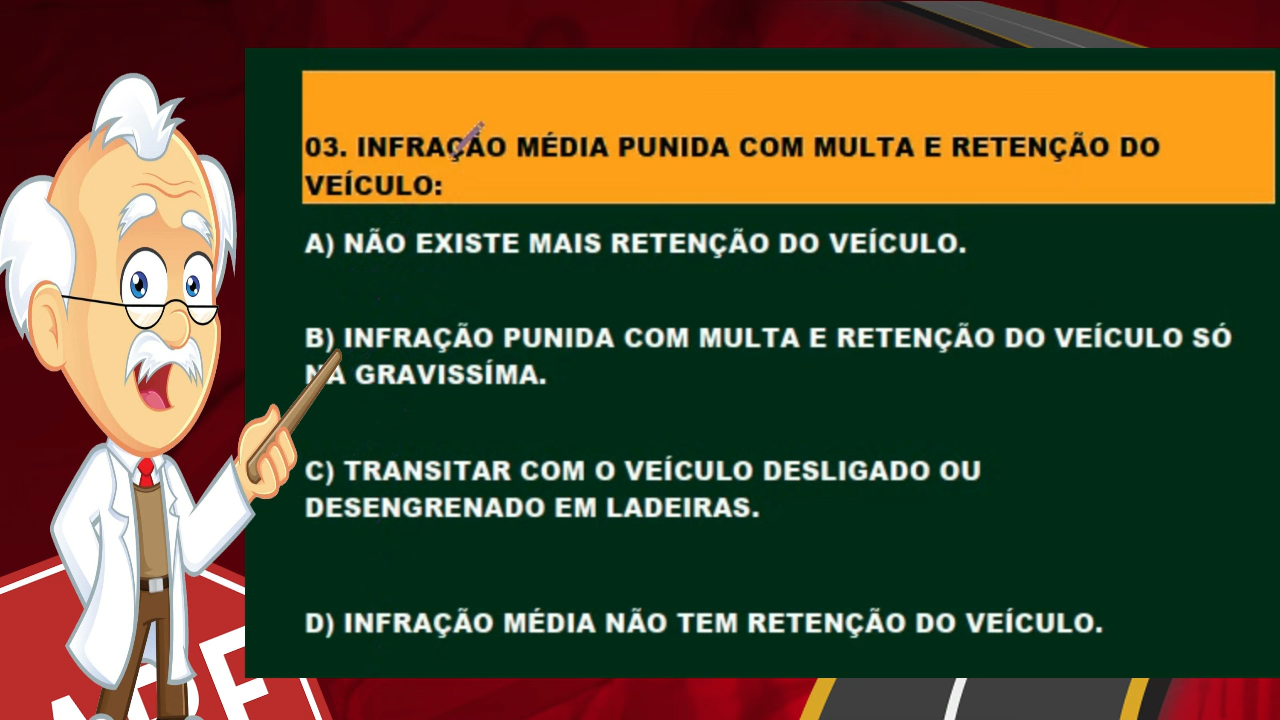 03. INFRAÇÃO MÉDIA PUNIDA COM MULTA E RETENÇÃO DO
VEÍCULO:
A) NÃO EXISTE MAIS RETENÇÃO DO VEÍCULO.
B) INFRAÇÃO PUNIDA COM MULTA E RETENÇÃO DO VEÍCULO SÓ
NA GRAVISSÍMA.
C) TRANSITAR COM O VEÍCULO DESLIGADO OU
DESENGRENADO EM LADEIRAS.
D) INFRAÇÃO MÉDIA NÃO TEM RETENÇÃO DO VEÍCULO.